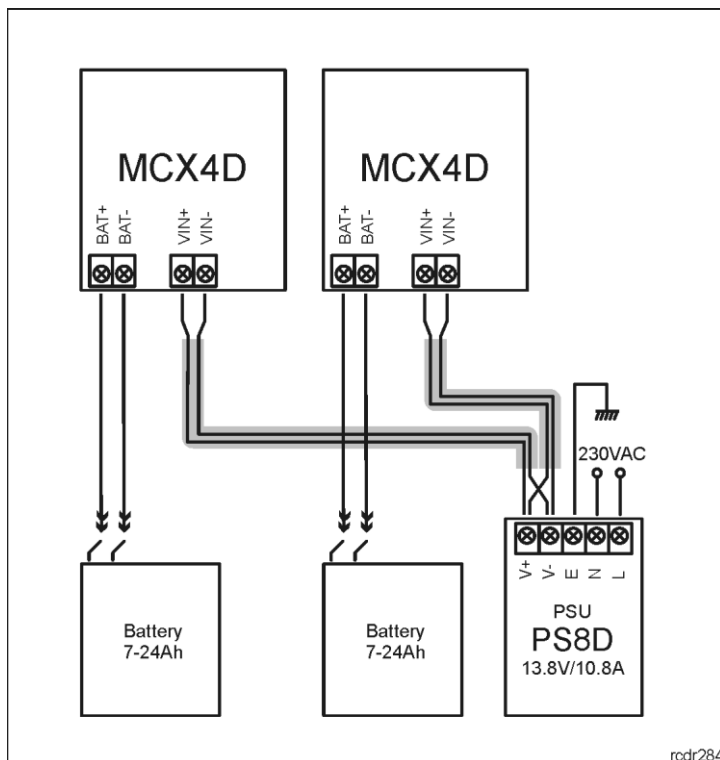 MCX4D
BAT+
BAT-
VIN+
VIN-
MCX4D
BAT+
BAT-
VIN+
VIN-
230VAC
V+
V-
E
N
L
PSU
PS8D
13.8V/10.8A
Battery
7-24Ah
Battery
7-24Ah
rcdr284